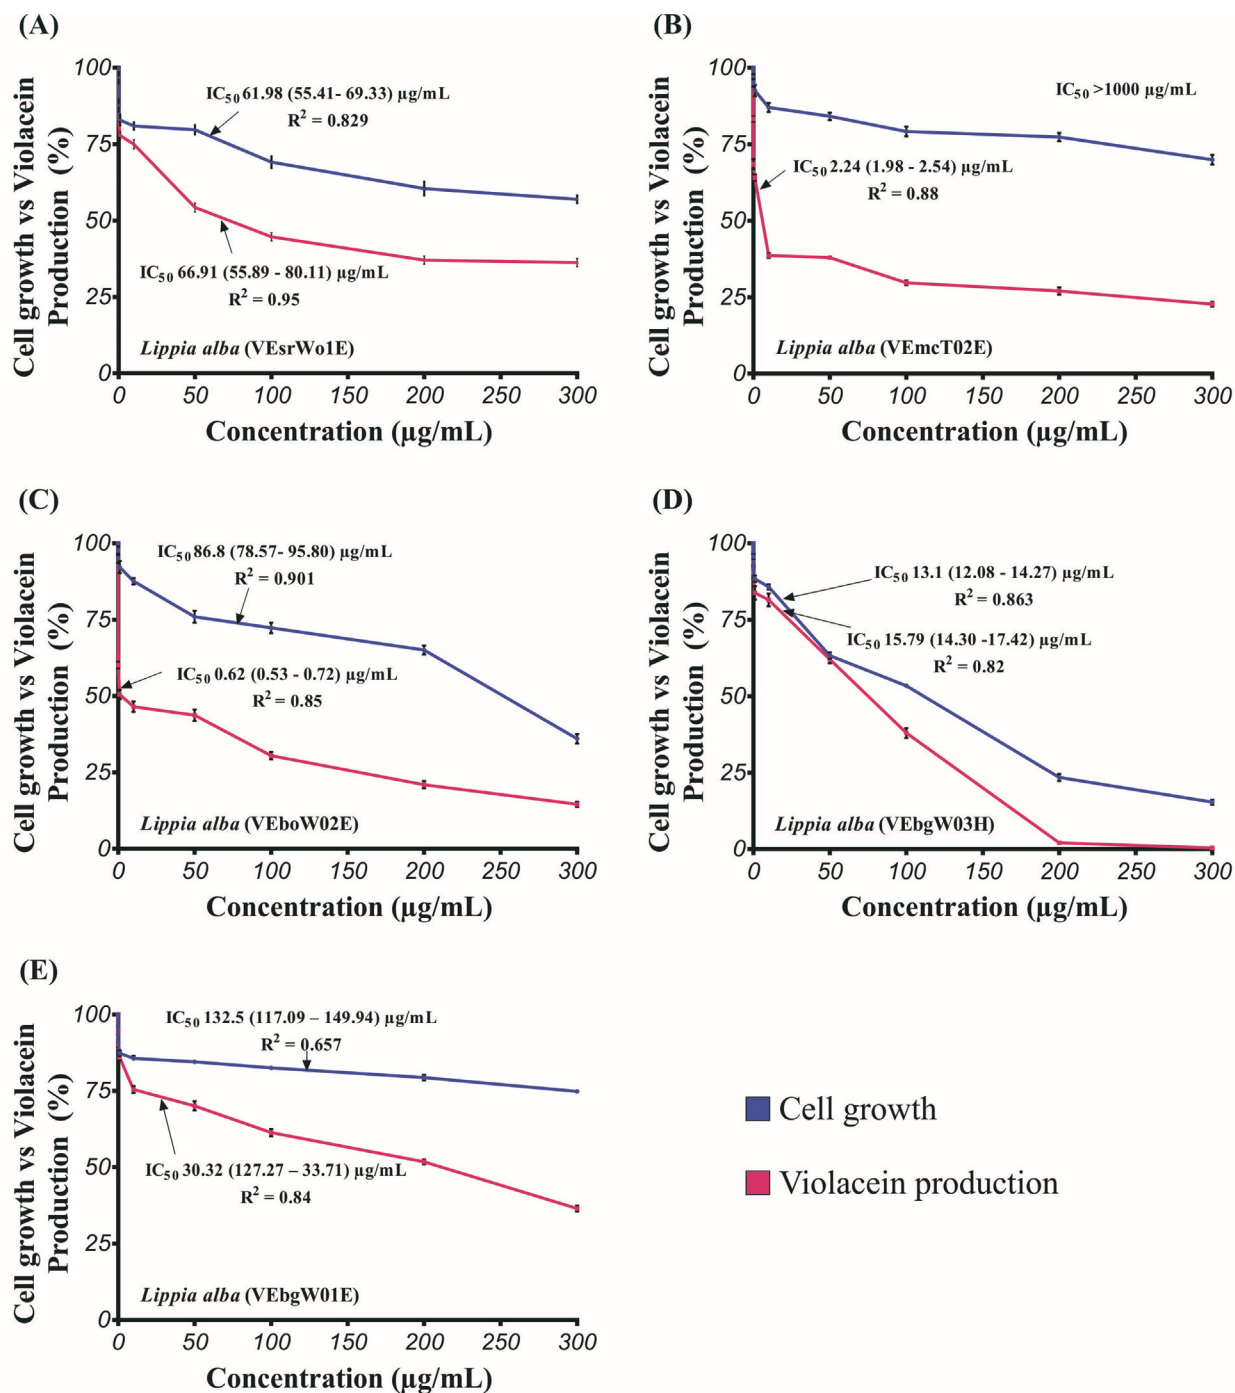 (A)
Cell growth vs Violacein
Production (%)
100
75
50
25
0
IC50 61.98 (55.41- 69.33) µg/mL
R2 = 0.829
IC50 66.91 (55.89 - 80.11) µg/mL
R2 = 0.95
Lippia alba (VEsrWo1E)
0 50 100 150 200 250 300
Concentration (µg/mL)
(B)
Cell growth vs Violacein
Production (%)
100
75
50
25
0
IC50 >1000 µg/mL
IC50 2.24 (1.98 - 2.54) µg/mL
R2 = 0.88
Lippia alba (VEmcT02E)
0 50 100 150 200 250 300
Concentration (µg/mL)
(C)
Cell growth vs Violacein
Production (%)
100
75
50
25
0
IC50 86.8 (78.57- 95.80) µg/mL
R2 = 0.901
IC50 0.62 (0.53 - 0.72) µg/mL
R2 = 0.85
Lippia alba (VEboW02E)
0 50 100 150 200 250 300
Concentration (µg/mL)
(D)
Cell growth vs Violacein
Production (%)
100
75
50
25
0
IC50 13.1 (12.08 - 14.27) µg/mL
R2 = 0.863
IC50 15.79 (14.30 -17.42) µg/mL
R2 = 0.82
Lippia alba (VEbgW03H)
0 50 100 150 200 250 300
Concentration (µg/mL)
(E)
Cell growth vs Violacein
Production (%)
100
75
50
25
0
IC50 132.5 (117.09 – 149.94) µg/mL
R2 = 0.657
IC50 30.32 (127.27 – 33.71) µg/mL
R2 = 0.84
Lippia alba (VEbgW01E)
0 50 100 150 200 250 300
Concentration (µg/mL)
Cell growth
Violacein production